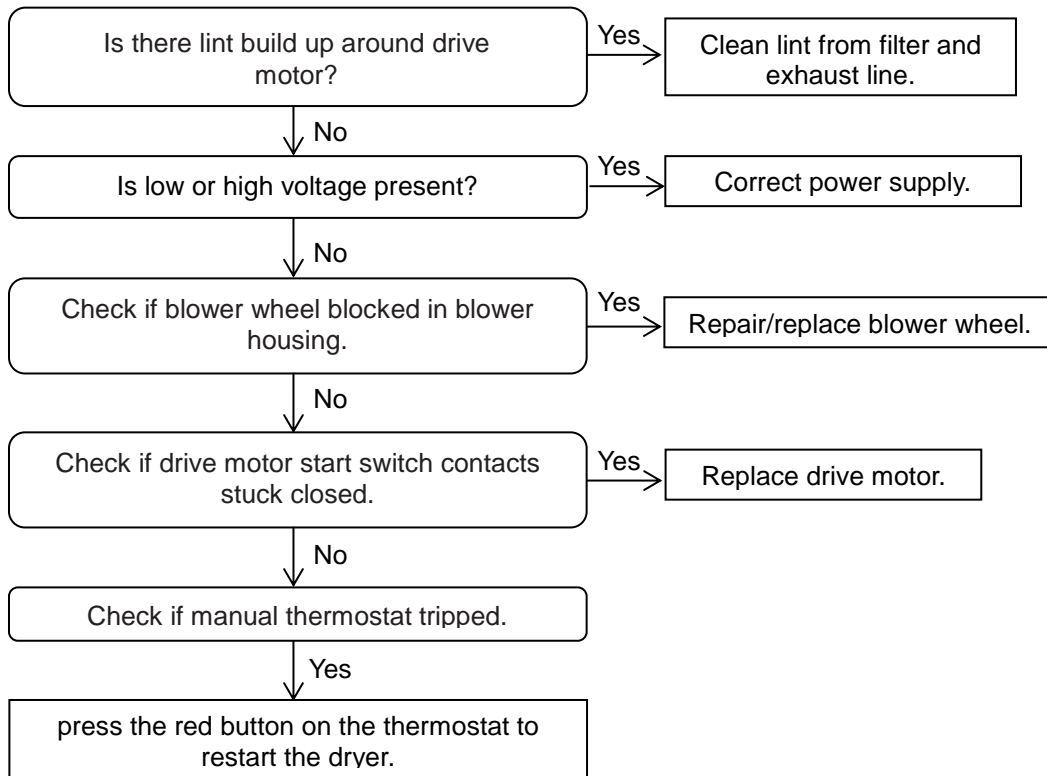 Is there lint build up around drive
motor?
Yes
Clean lint from filter and
exhaust line.
No
Is low or high voltage present?
Yes
Correct power supply.
No
Check if blower wheel blocked in blower
housing.
Yes
Repair/replace blower wheel.
No
Check if drive motor start switch contacts
stuck closed.
Yes
Replace drive motor.
No
Check if manual thermostat tripped.
Yes
press the red button on the thermostat to
restart the dryer.